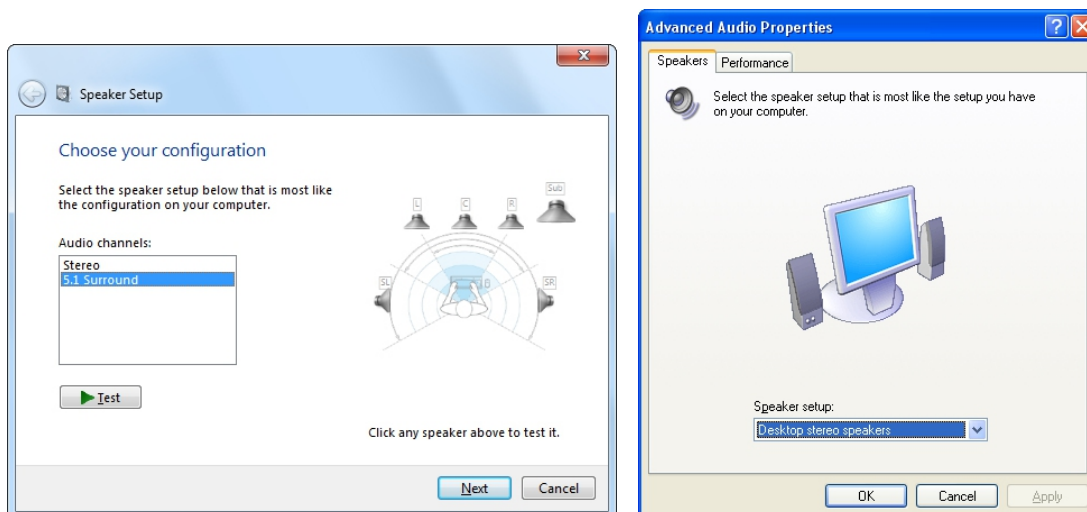 Speaker Setup
Choose your configuration
Select the speaker setup below that is most like
the configuration on your computer.
Audio channels:
Stereo
5.1 Surround
Test
L
C
R
Sub
SL
SR
Click any speaker above to test it.
Next
Cancel
Advanced Audio Properties
Speakers
Performance
Select the speaker setup that is most like the setup you have
on your computer.
Speaker setup:
Desktop stereo speakers
OK
Cancel
Apply